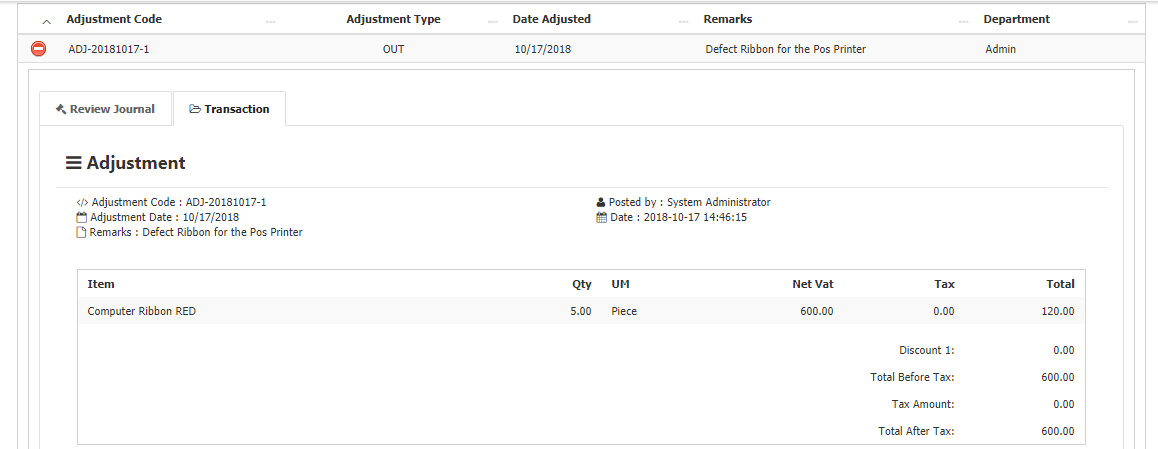 Adjustment Code ... Adjustment Type ... Date Adjusted ... Remarks ... Department ...
ADJ-20181017-1 OUT 10/17/2018 Defect Ribbon for the Pos Printer Admin
Review Journal Transaction
Adjustment
</> Adjustment Code : ADJ-20181017-1 Posted by : System Administrator
Adjustment Date : 10/17/2018 Date : 2018-10-17 14:46:15
Remarks : Defect Ribbon for the Pos Printer
Item Qty UM Net Vat Tax Total
Computer Ribbon RED 5.00 Piece 600.00 0.00 120.00
Discount 1: 0.00
Total Before Tax: 600.00
Tax Amount: 0.00
Total After Tax: 600.00